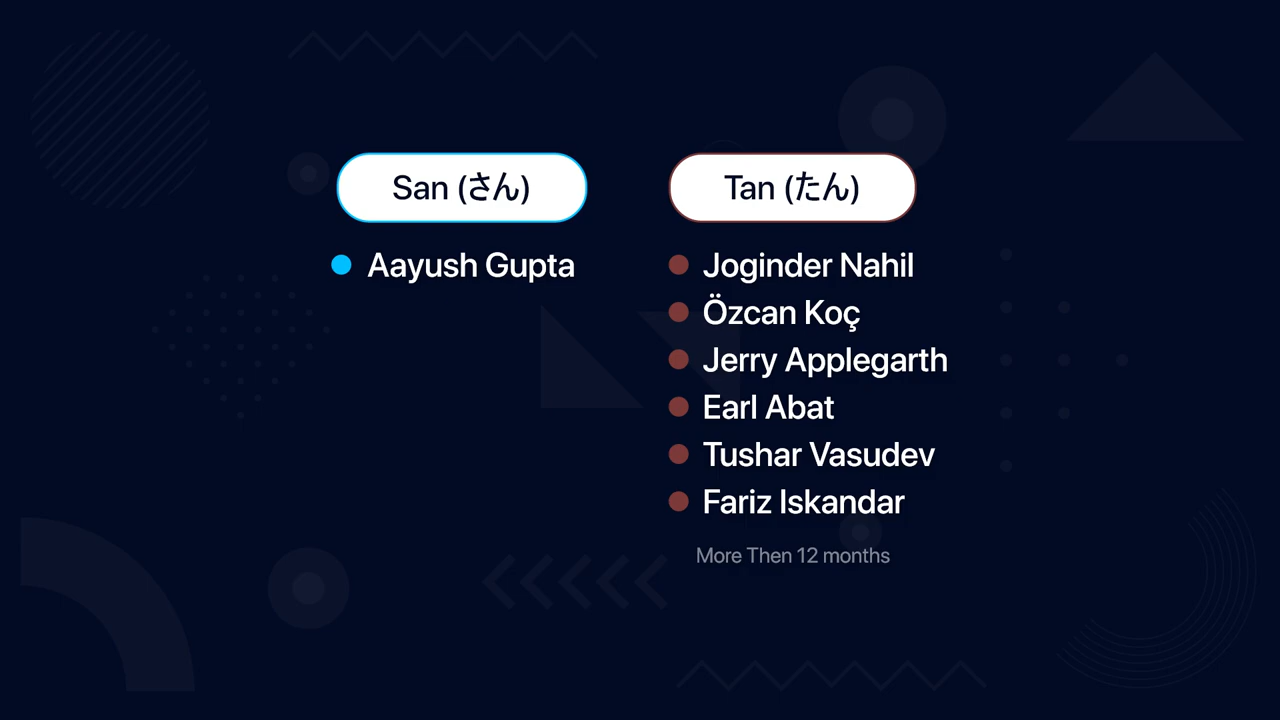 San (さん)
Aayush Gupta
Tan (たん)
Joginder Nahil
Özcan Koç
Jerry Applegarth
Earl Abat
Tushar Vasudev
Fariz Iskandar
More Then 12 months